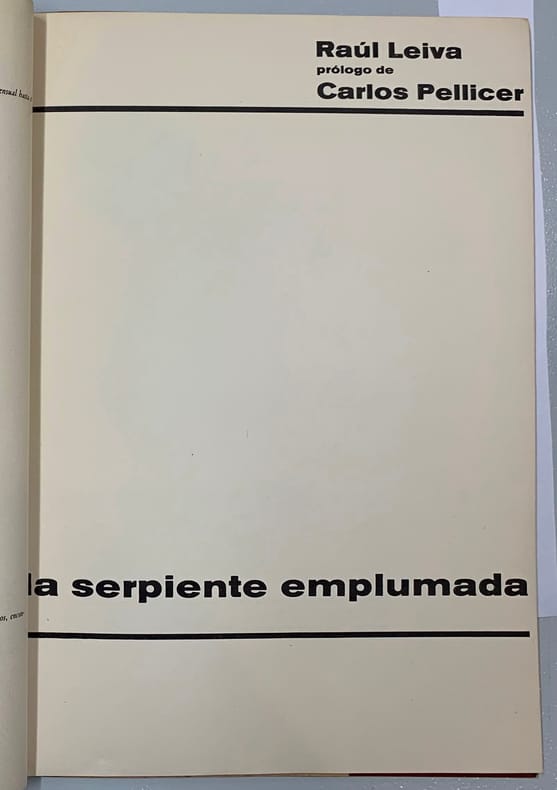 Raúl Leiva
prólogo de
Carlos Pellicer
la serpiente emplumada